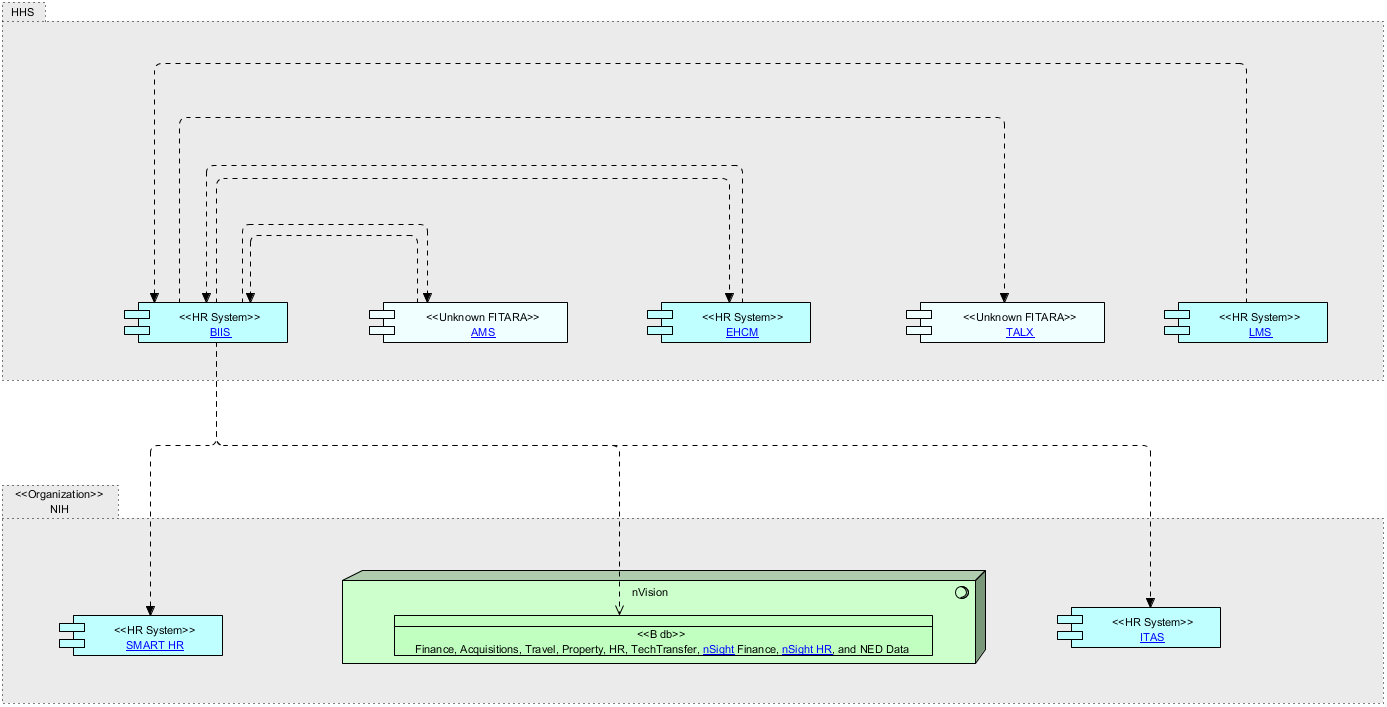 HHS
<<HR System>>
BIIS
<<Unknown FITARA>>
AMS
<<HR System>>
EHCM
<<Unknown FITARA>>
TALX
<<HR System>>
LMS
<<Organization>>
NIH
<<HR System>>
SMART HR
nVision
<<B db>>
Finance, Acquisitions, Travel, Property, HR, TechTransfer, nSight Finance, nSight HR, and NED Data
<<HR System>>
ITAS